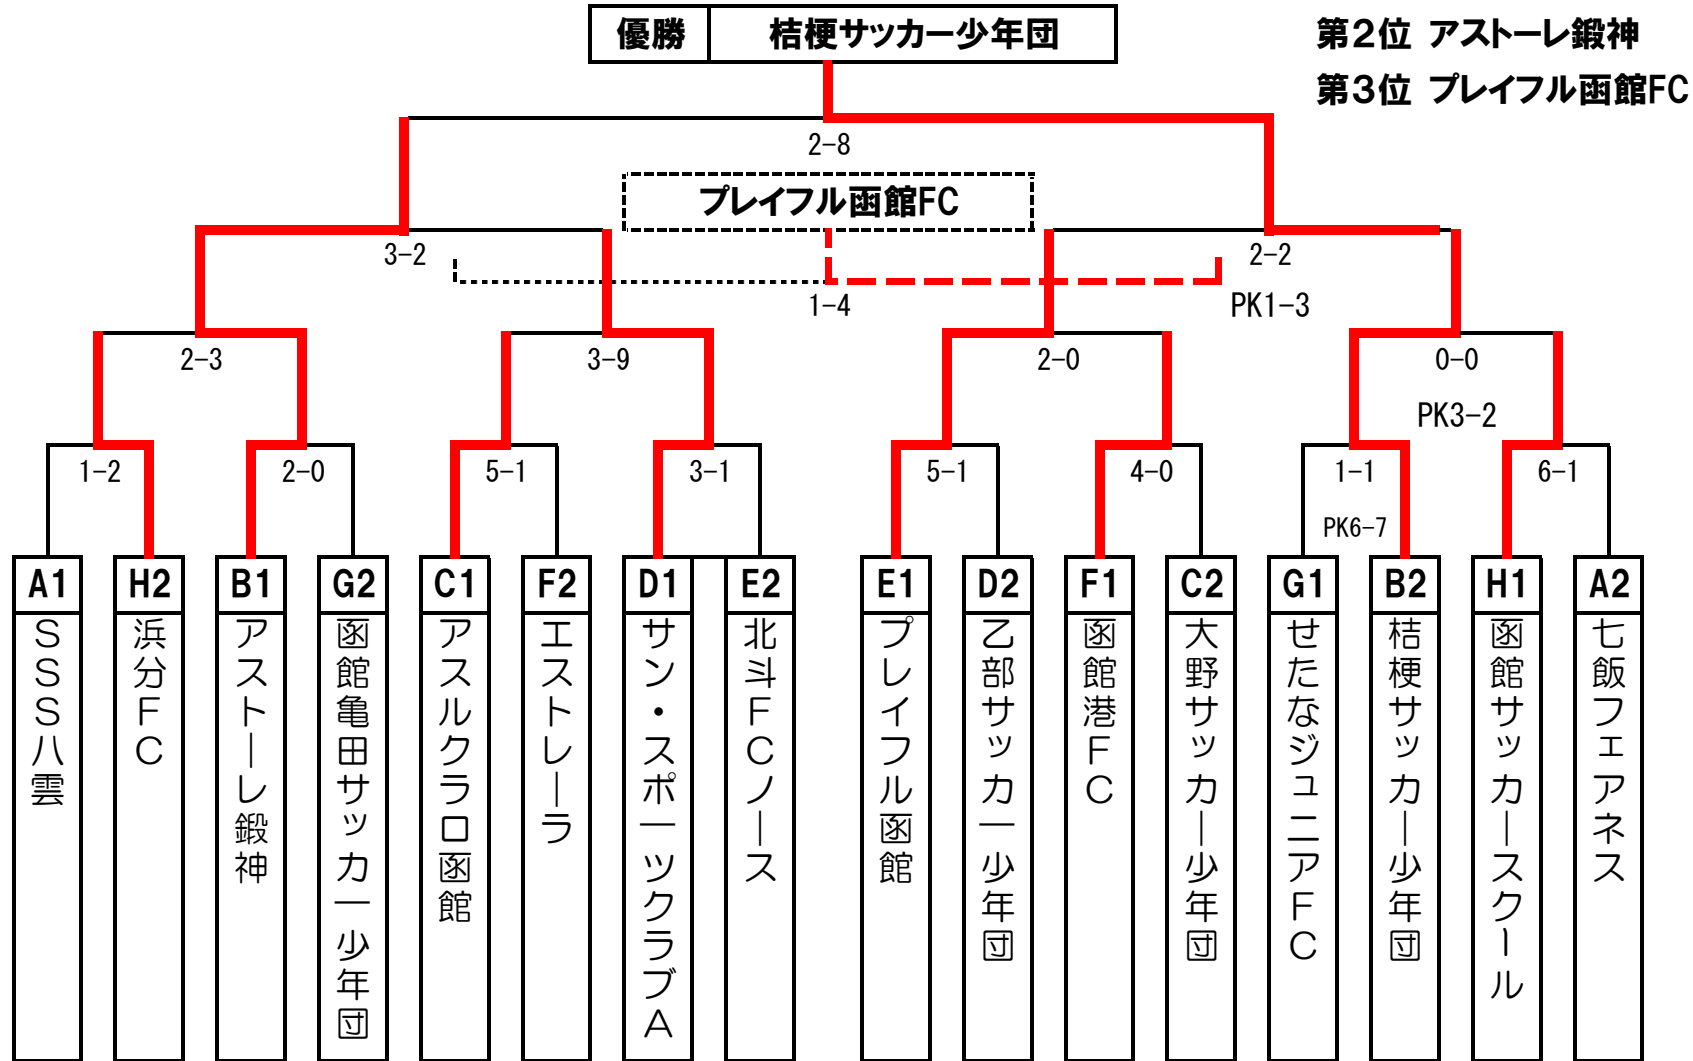 優勝 桔梗サッカー少年団
第2位 アストーレ鍛神
第3位 プレイフル函館FC
2-8
プレイフル函館FC
3-2
2-2
1-4
PK1-3
2-3
3-9
2-0
0-0
PK3-2
1-2
2-0
5-1
3-1
5-1
4-0
1-1
6-1
PK6-7
A1 H2 B1 G2 C1 F2 D1 E2 E1 D2 F1 C2 G1 B2 H1 A2
SSS八雲
浜分FC
アストーレ鍛神
函館亀田サッカー少年団
アスルクラロ函館
エストレーラ
サン・スポーツクラブA
北斗FCノース
プレイフル函館
乙部サッカー少年団
函館港FC
大野サッカー少年団
せたなジュニアFC
桔梗サッカー少年団
函館サッカースクール
七飯フェアネス